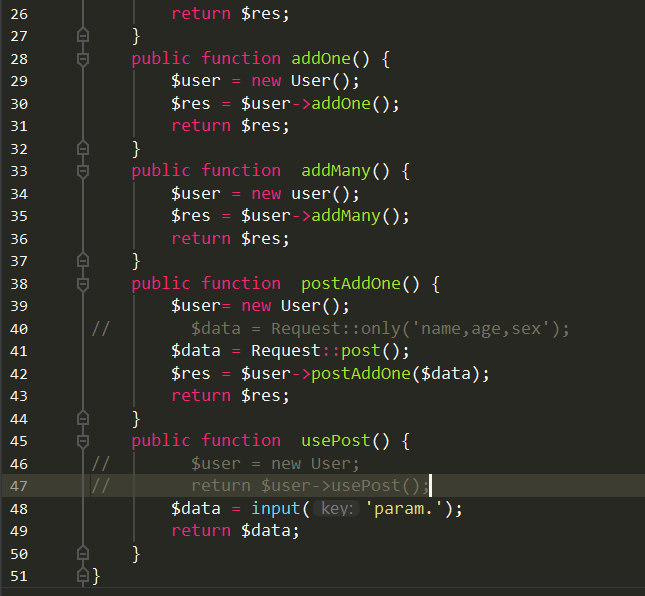 26 return $res;
27 }
28 public function addOne() {
29 $user = new User();
30 $res = $user->addOne();
31 return $res;
32 }
33 public function  addMany() {
34 $user = new user();
35 $res = $user->addMany();
36 return $res;
37 }
38 public function  postAddOne() {
39 $user= new User();
40 // $data = Request::only('name,age,sex');
41 $data = Request::post();
42 $res = $user->postAddOne($data);
43 return $res;
44 }
45 public function  usePost() {
46 // $user = new User;
47 // return $user->usePost();
48 $data = input( key: 'param.');
49 return $data;
50 }
51 }